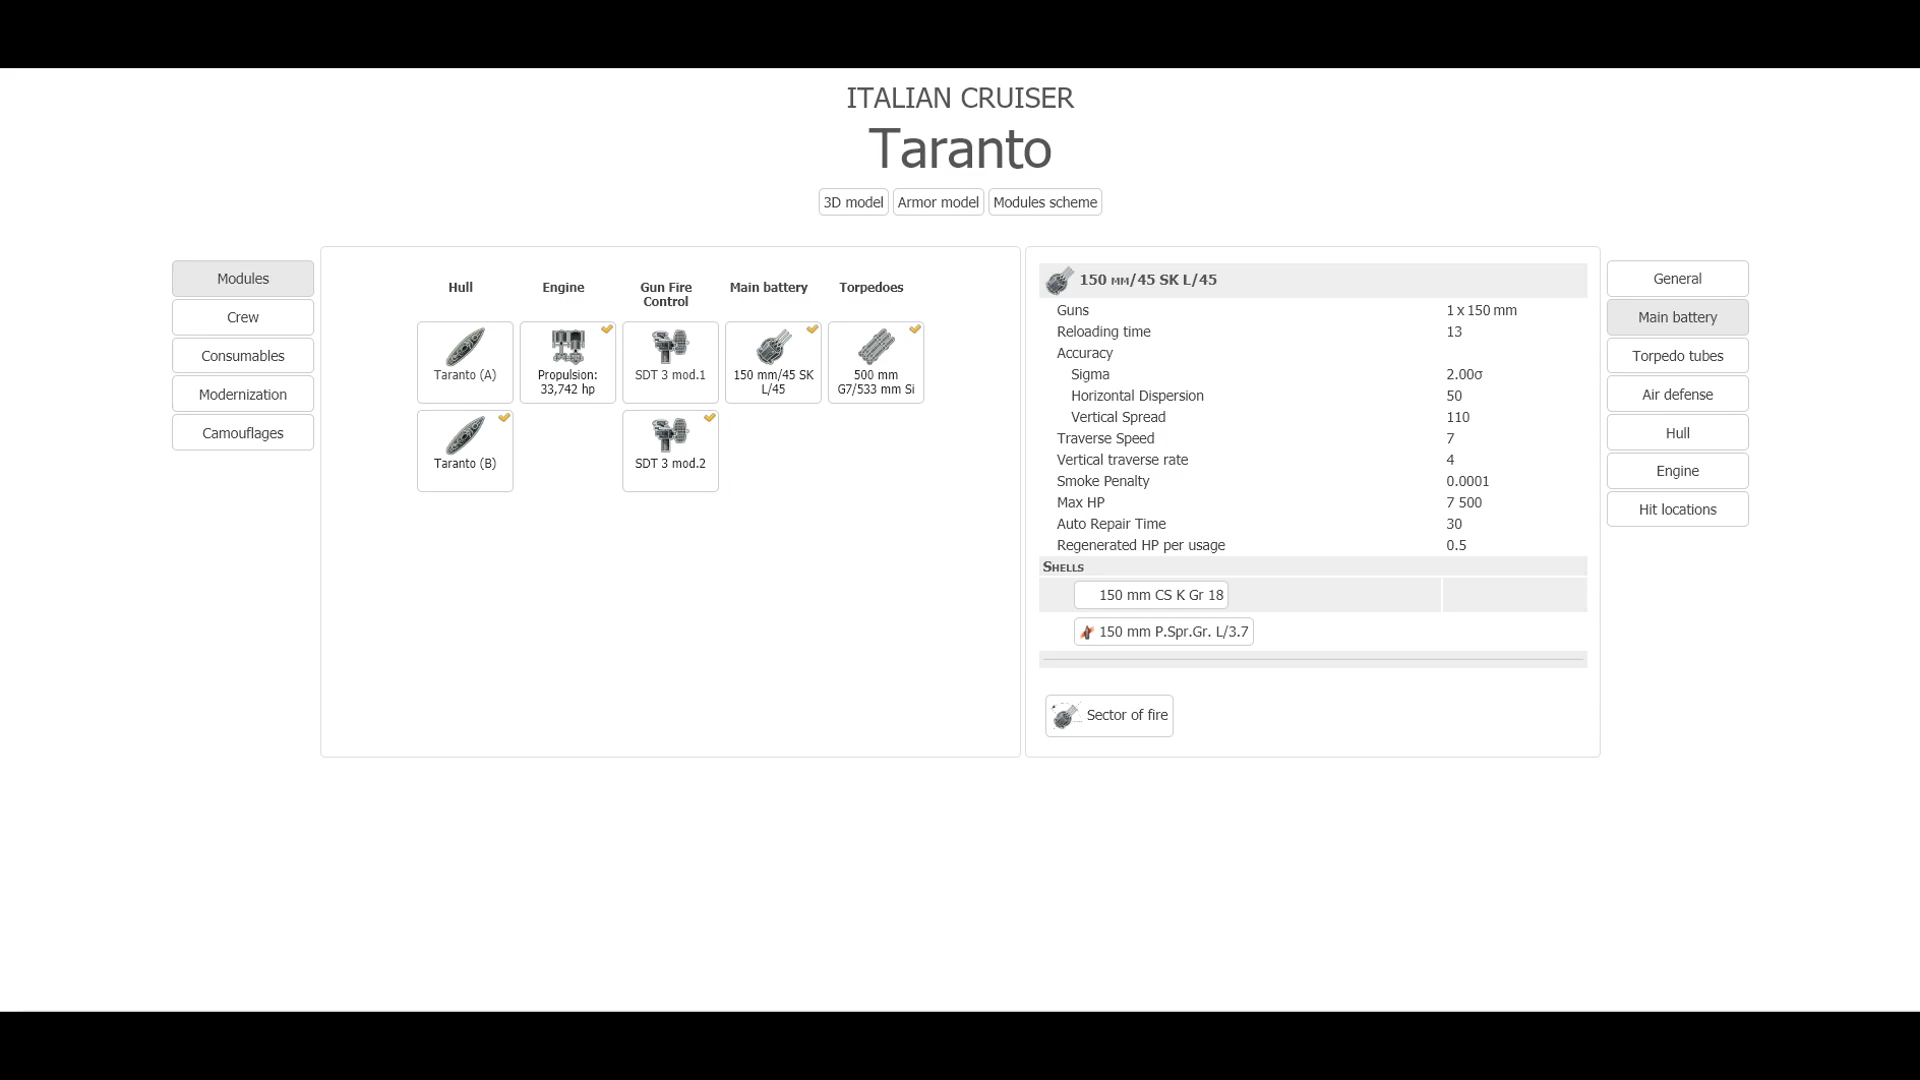 ITALIAN CRUISER
Taranto
3D model
Armor model
Modules scheme
Modules
Crew
Consumables
Modernization
Camouflages
Hull
Engine
Gun Fire
Control
Main battery
Torpedoes
Taranto (A)
Propulsion:
33,742 hp
SDT 3 mod.1
150 mm/45 SK
L/45
500 mm
G7/533 mm Si
Taranto (B)
SDT 3 mod.2
150 мм/45 SK L/45
Guns 1 x 150 mm
Reloading time 13
Accuracy
Sigma 2.00σ
Horizontal Dispersion 50
Vertical Spread 110
Traverse Speed 7
Vertical traverse rate 4
Smoke Penalty 0.0001
Max HP 7 500
Auto Repair Time 30
Regenerated HP per usage 0.5
Shells
150 mm CS K Gr 18
150 mm P.Spr.Gr. L/3.7
Sector of fire
General
Main battery
Torpedo tubes
Air defense
Hull
Engine
Hit locations